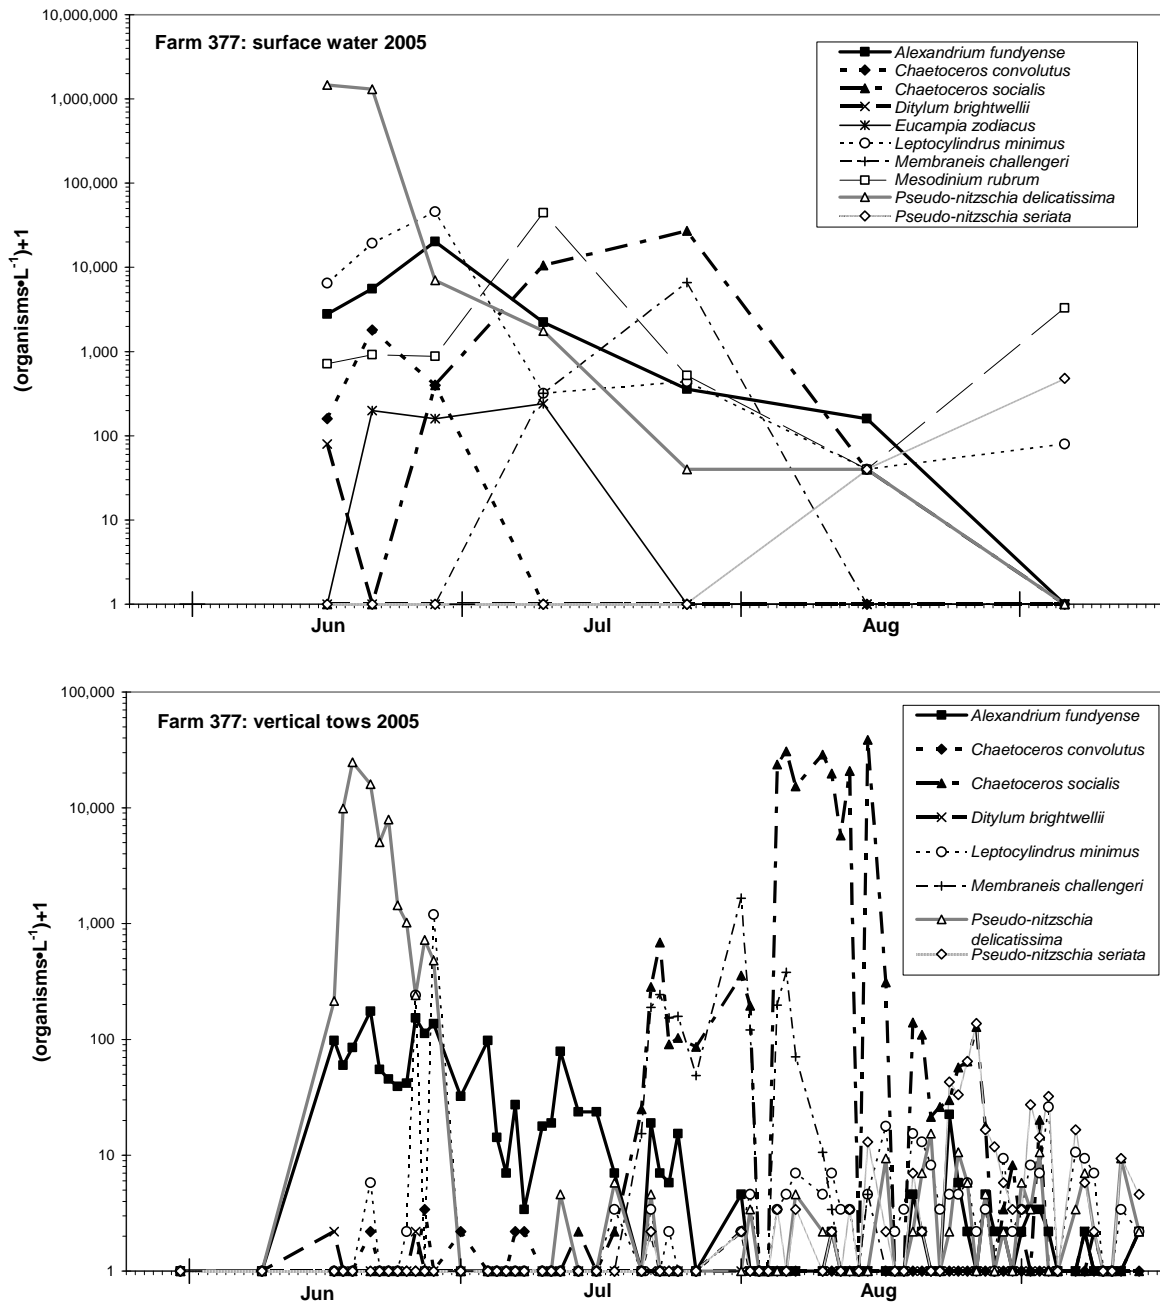 10,000,000
Farm 377: surface water 2005
Alexandrium fundyense
Chaetoceros convolutus
Chaetoceros socialis
Ditylum brightwellii
Eucampia zodiacus
Leptocylindrus minimus
Membraneis challengeri
Mesodinium rubrum
Pseudo-nitzschia delicatissima
Pseudo-nitzschia seriata
1,000,000
100,000
10,000
1,000
100
10
1
(organisms•L⁻¹)+1
Jun Jul Aug
100,000
Farm 377: vertical tows 2005
Alexandrium fundyense
Chaetoceros convolutus
Chaetoceros socialis
Ditylum brightwellii
Leptocylindrus minimus
Membraneis challengeri
Pseudo-nitzschia
delicatissima
Pseudo-nitzschia seriata
10,000
1,000
100
10
1
(organisms•L⁻¹)+1
Jun Jul Aug